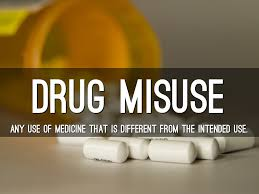 DRUG MISUSE
ANY USE OF MEDICINE THAT IS DIFFERENT FROM THE INTENDED USE.